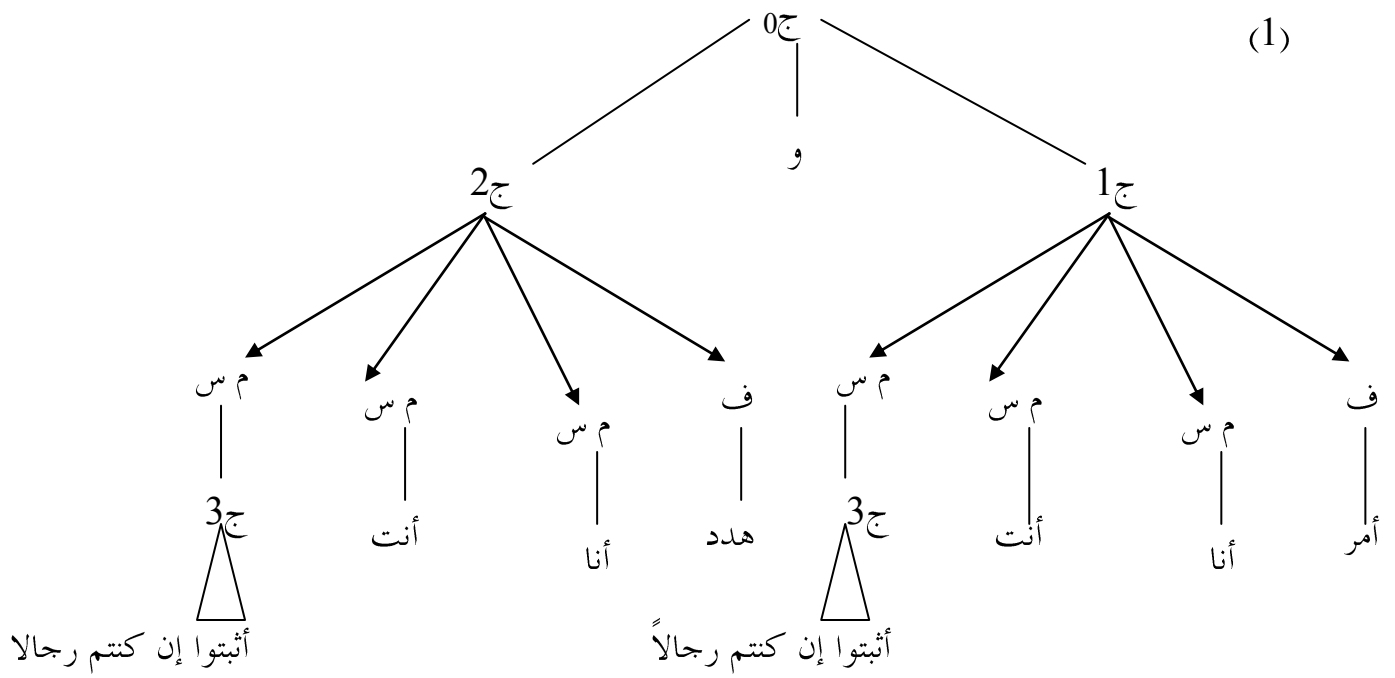 (1)
ج0
و
ج1 ج2
ف م س م س م س ف م س م س م س
أمر أنا أنت ج3 هدد أنا أنت ج3
أثبتوا إن كنتم رجالاً أثبتوا إن كنتم رجالا